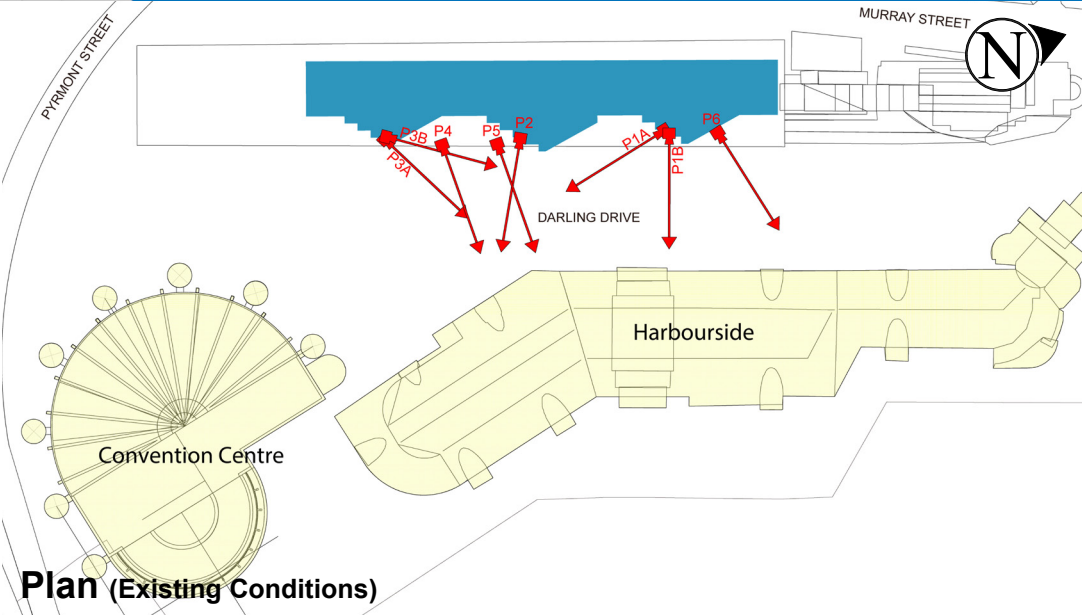 PYRMONT STREET
MURRAY STREET
N
P3B
P4
P5
P2
P1A
P1B
P6
P3A
DARLING DRIVE
Harbourside
Convention Centre
Plan (Existing Conditions)